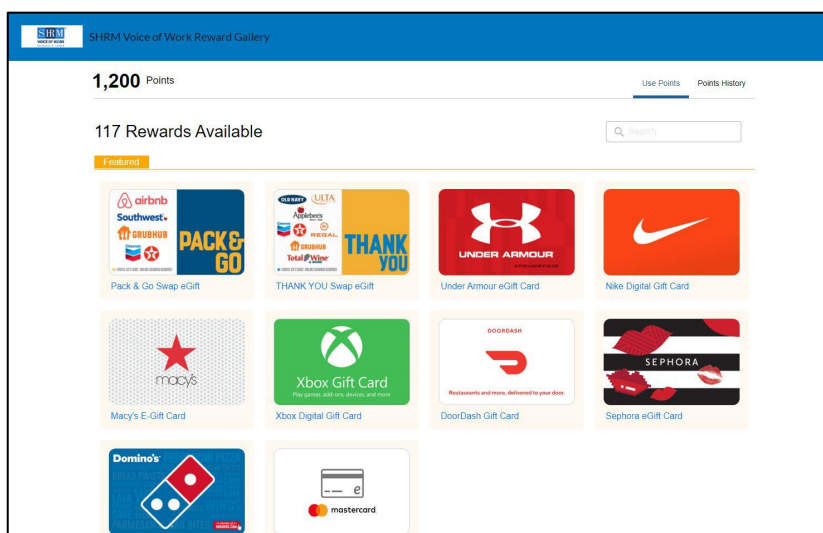 SHRM
VOICE OF WORK
SHRM Voice of Work Reward Gallery
1,200 Points
Use Points
Points History
117 Rewards Available
Search
Featured
airbnb
Southwest
GRUBHUB
PACK &
GO
Pack & Go Swap eGift
OLD NAVY
ULTA
Applebee's
REGAL
GRUBHUB
Total Wine
THANK
YOU
THANK YOU Swap eGift
UNDER ARMOUR
Under Armour eGift Card
Nike Digital Gift Card
macy's
Macy's E-Gift Card
Xbox Gift Card
Play games, add-ons, devices, and more
Xbox Digital Gift Card
DOORDASH
Restaurants and more, delivered to your door.
DoorDash Gift Card
SEPHORA
Sephora eGift Card
Domino's
e
mastercard